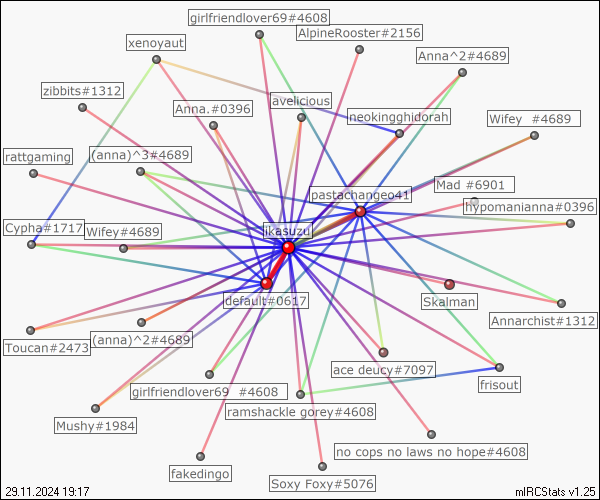 girlfriendlover69#4608
AlpineRooster#2156
xenoyaut
Anna^2#4689
zibbits#1312
avelicious
Anna.#0396
neokingghidorah
Wifey  #4689
rattgaming
(anna)^3#4689
Mad #6901
pastachangeo41
hypomanianna#0396
Cypha#1717
Wifey#4689
ikasuzu
default#0617
Skalman
Annarchist#1312
Toucan#2473
(anna)^2#4689
ace deucy#7097
frisout
girlfriendlover69  #4608
ramshackle gorey#4608
Mushy#1984
no cops no laws no hope#4608
fakedingo
Soxy Foxy#5076
29.11.2024 19:17
mIRCStats v1.25